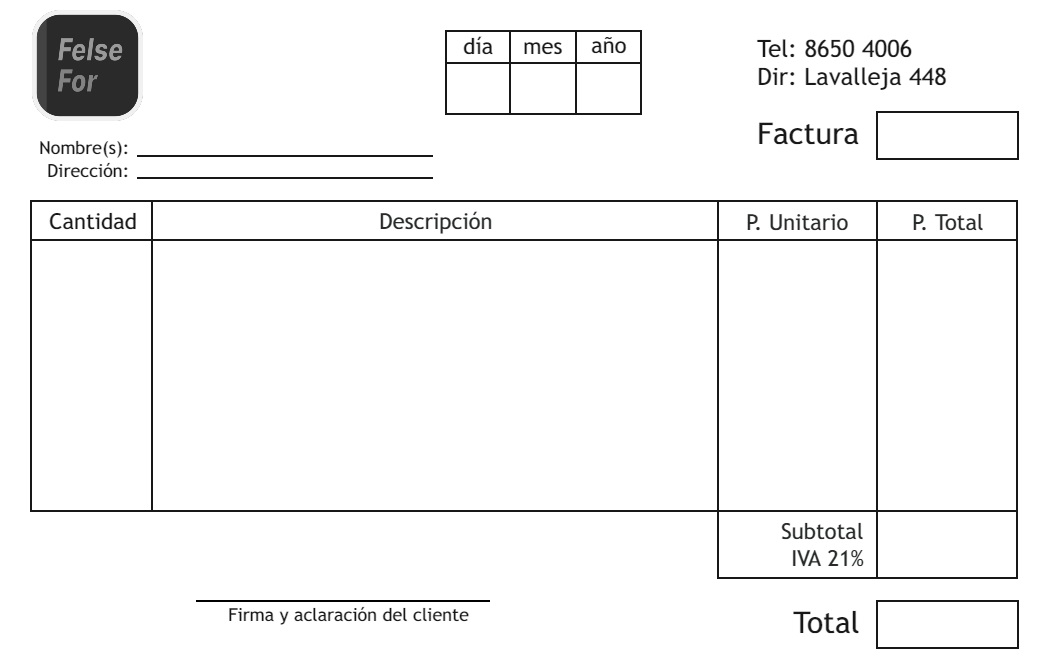 Felse
For
día mes año
Tel: 8650 4006
Dir: Lavalleja 448
Factura
Nombre(s):
Dirección:
Cantidad Descripción P. Unitario P. Total
Subtotal
IVA 21%
Firma y aclaración del cliente
Total